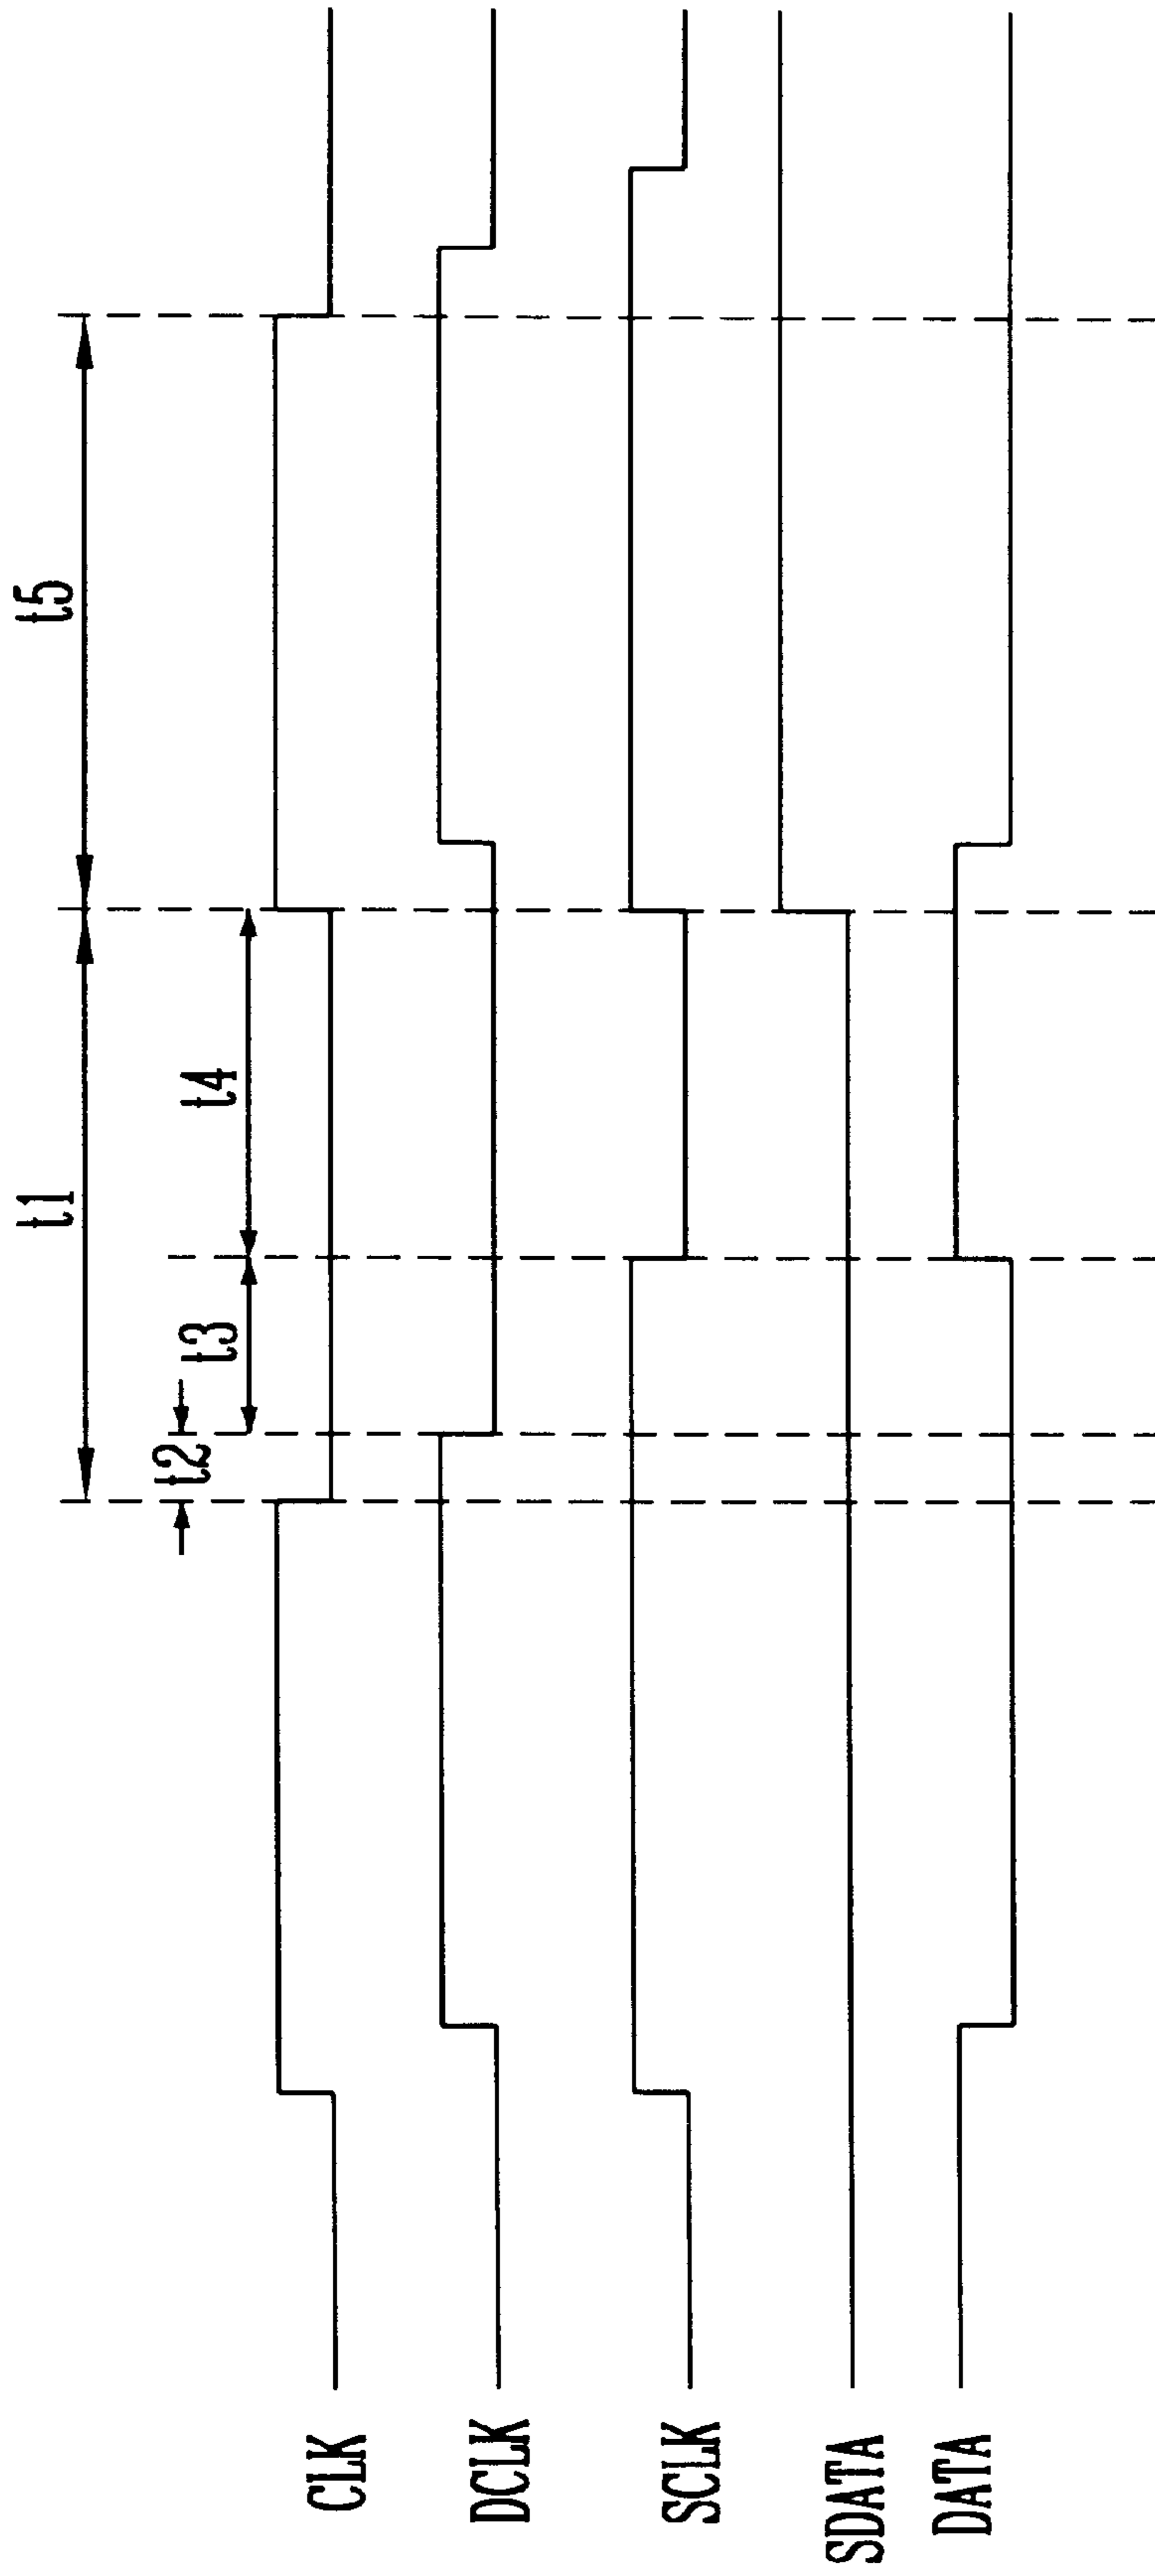 t1
t5
t2
t3
t4
CLK
DCLK
SCLK
SDATA
DATA